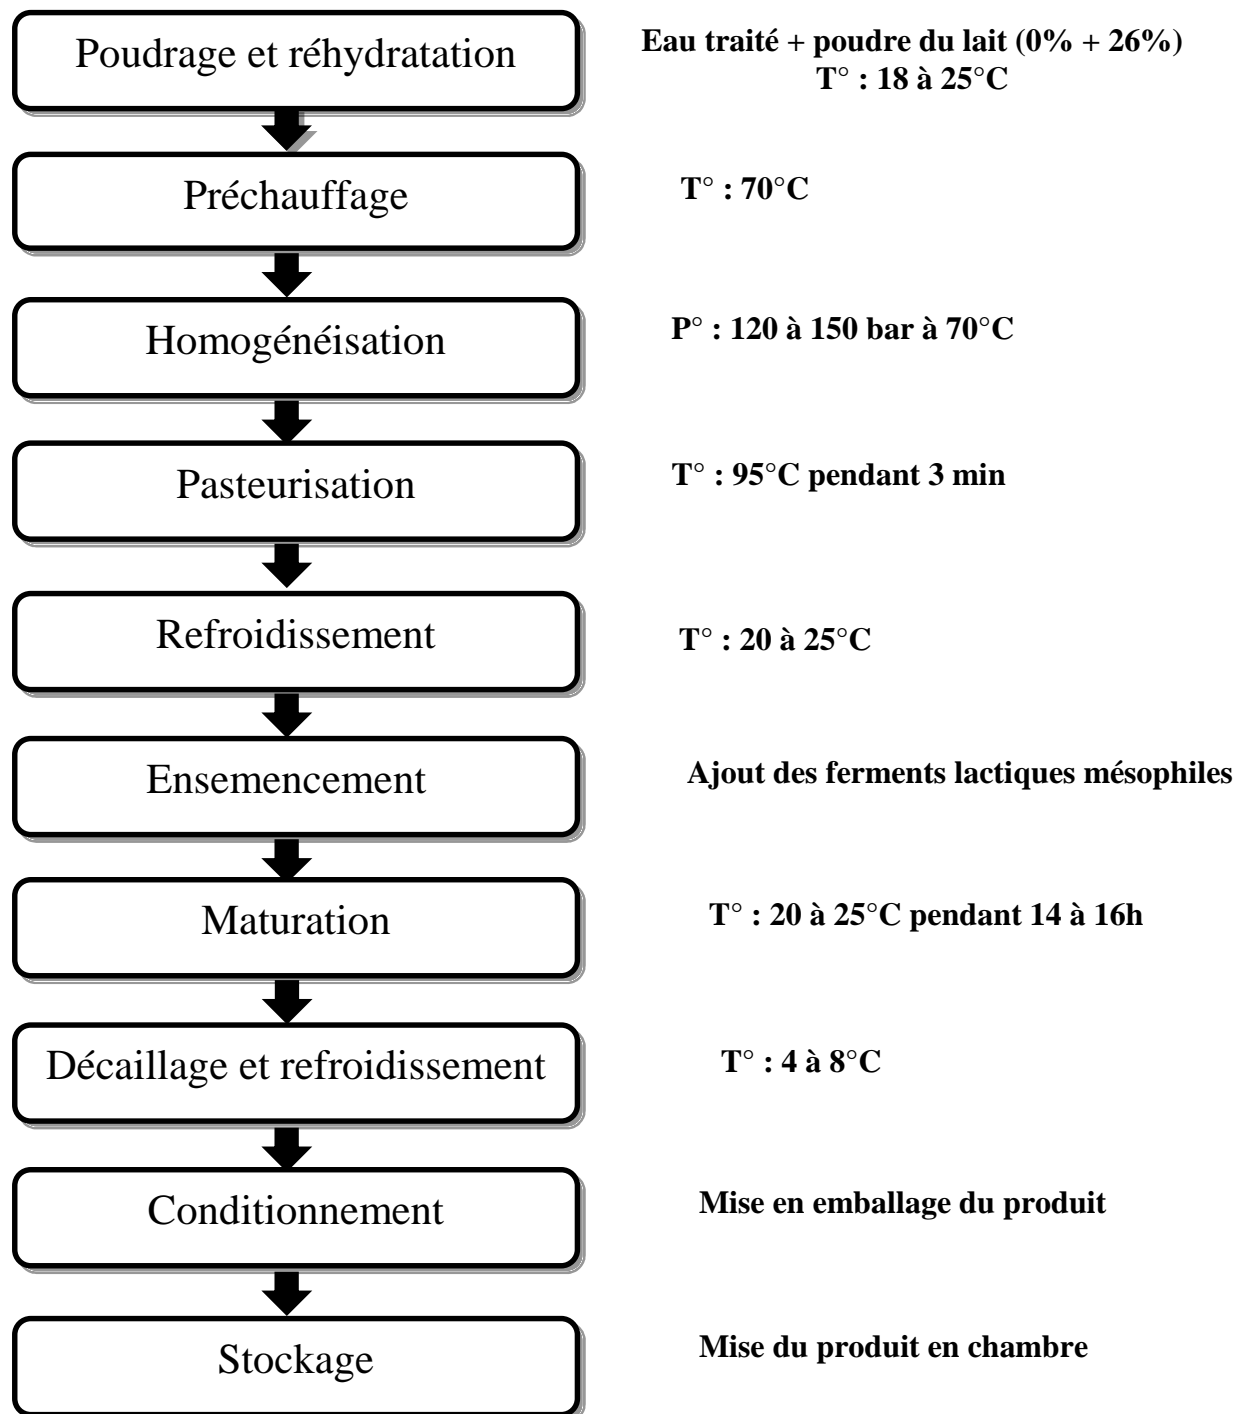 Poudrage et réhydratation
Eau traité + poudre du lait (0% + 26%)
T° : 18 à 25°C
Préchauffage
T° : 70°C
Homogénéisation
P° : 120 à 150 bar à 70°C
Pasteurisation
T° : 95°C pendant 3 min
Refroidissement
T° : 20 à 25°C
Ensemencement
Ajout des ferments lactiques mésophiles
Maturation
T° : 20 à 25°C pendant 14 à 16h
Décaillage et refroidissement
T° : 4 à 8°C
Conditionnement
Mise en emballage du produit
Stockage
Mise du produit en chambre